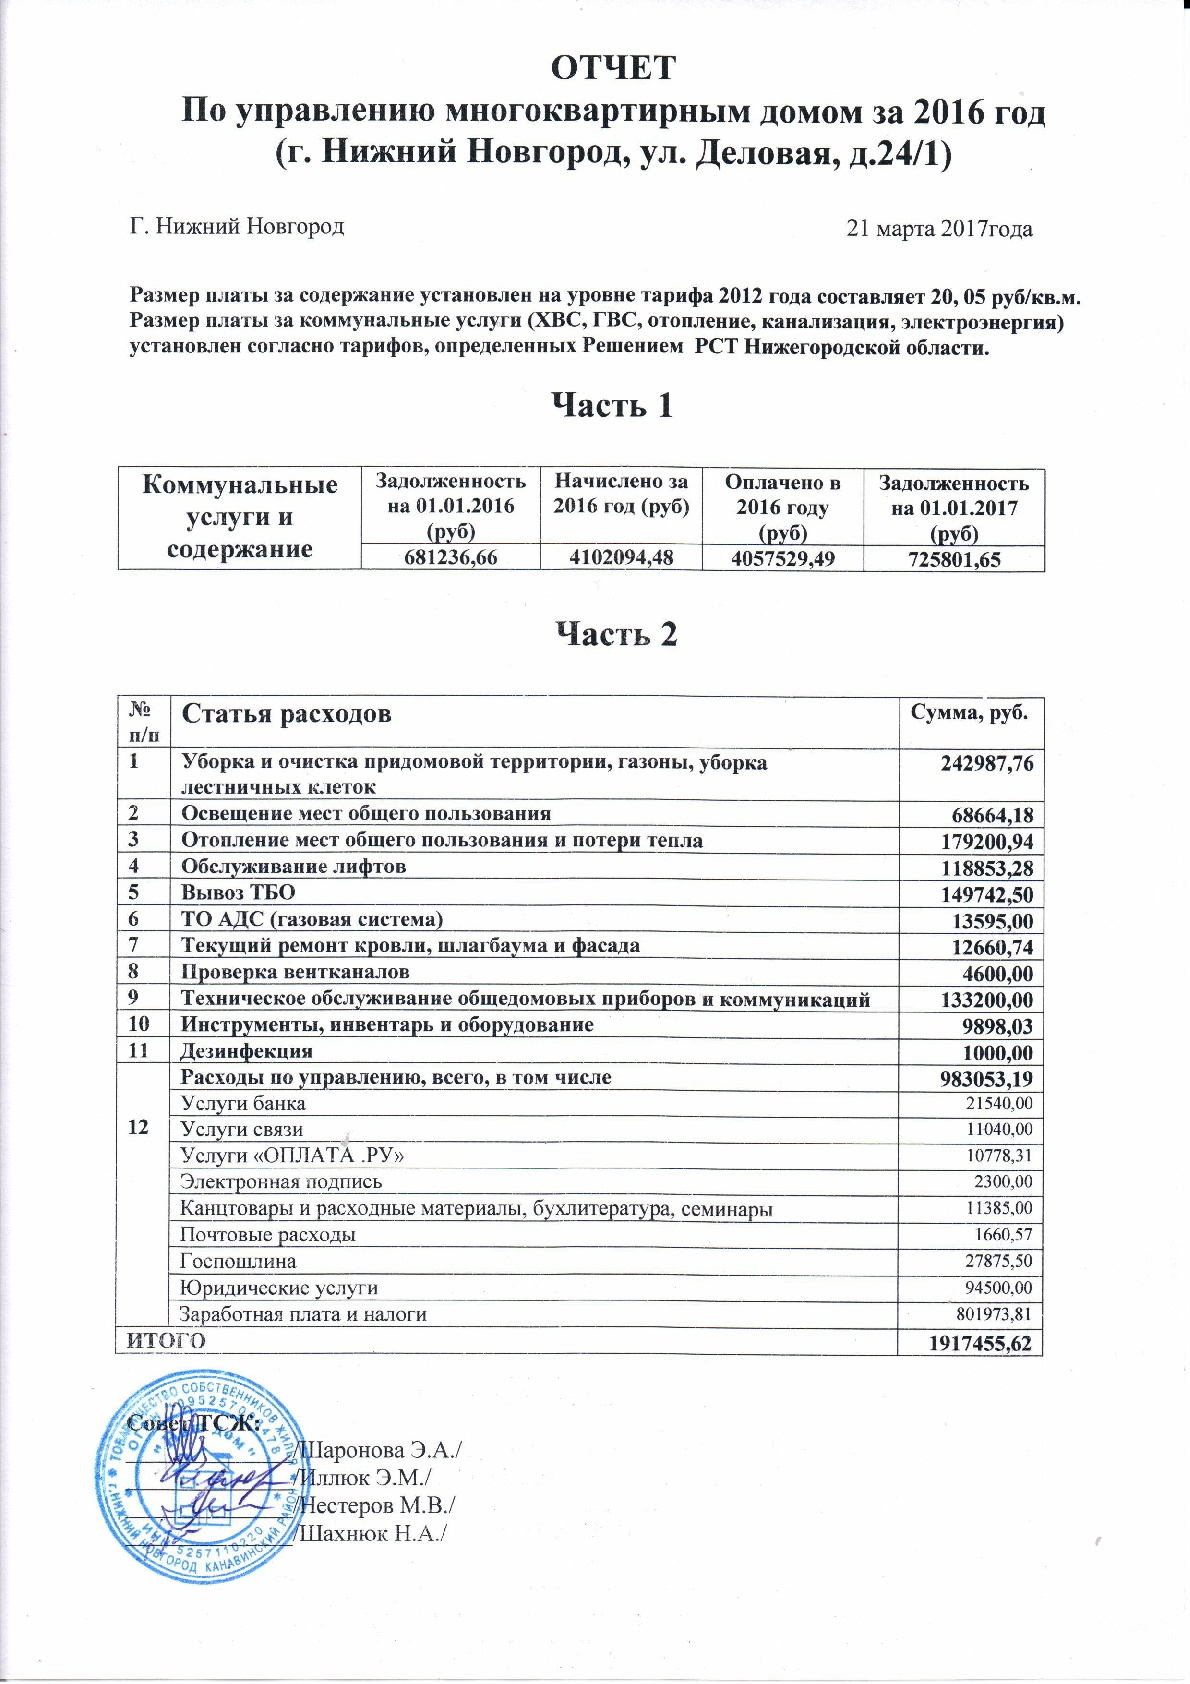 ОТЧЕТ
По управлению многоквартирным домом за 2016 год
(г. Нижний Новгород, ул. Деловая, д.24/1)
Г. Нижний Новгород 21 марта 2017года
Размер платы за содержание установлен на уровне тарифа 2012 года составляет 20, 05 руб/кв.м.
Размер платы за коммунальные услуги (ХВС, ГВС, отопление, канализация, электроэнергия)
установлен согласно тарифов, определенных Решением РСТ Нижегородской области.
Часть 1
Коммунальные услуги и содержание
Задолженность на 01.01.2016 (руб)
Начислено за 2016 год (руб)
Оплачено в 2016 году (руб)
Задолженность на 01.01.2017 (руб)
681236,66 4102094,48 4057529,49 725801,65
Часть 2
№ п/п Статья расходов Сумма, руб.
1 Уборка и очистка придомовой территории, газоны, уборка 242987,76
лестничных клеток
2 Освещение мест общего пользования 68664,18
3 Отопление мест общего пользования и потери тепла 179200,94
4 Обслуживание лифтов 118853,28
5 Вывоз ТБО 149742,50
6 ТО АДС (газовая система) 13595,00
7 Текущий ремонт кровли, шлагбаума и фасада 12660,74
8 Проверка вентканалов 4600,00
9 Техническое обслуживание общедомовых приборов и коммуникаций 133200,00
10 Инструменты, инвентарь и оборудование 9898,03
11 Дезинфекция 1000,00
12 Расходы по управлению, всего, в том числе 983053,19
Услуги банка 21540,00
Услуги связи 11040,00
Услуги «ОПЛАТА .РУ» 10778,31
Электронная подпись 2300,00
Канцтовары и расходные материалы, бухлитература, семинары 11385,00
Почтовые расходы 1660,57
Госпошлина 27875,50
Юридические услуги 94500,00
Заработная плата и налоги 801973,81
ИТОГО 1917455,62
Совет ТСЖ:
/Шаронова Э.А./
/Иллюк Э.М./
/Нестеров М.В./
/Шахнюк Н.А./
ТОВАРИЩЕСТВО СОБСТВЕННИКОВ ЖИЛЬЯ
Г. НИЖНИЙ НОВГОРОД КАНАВИНСКИЙ РАЙОН
ИНН 5257110220